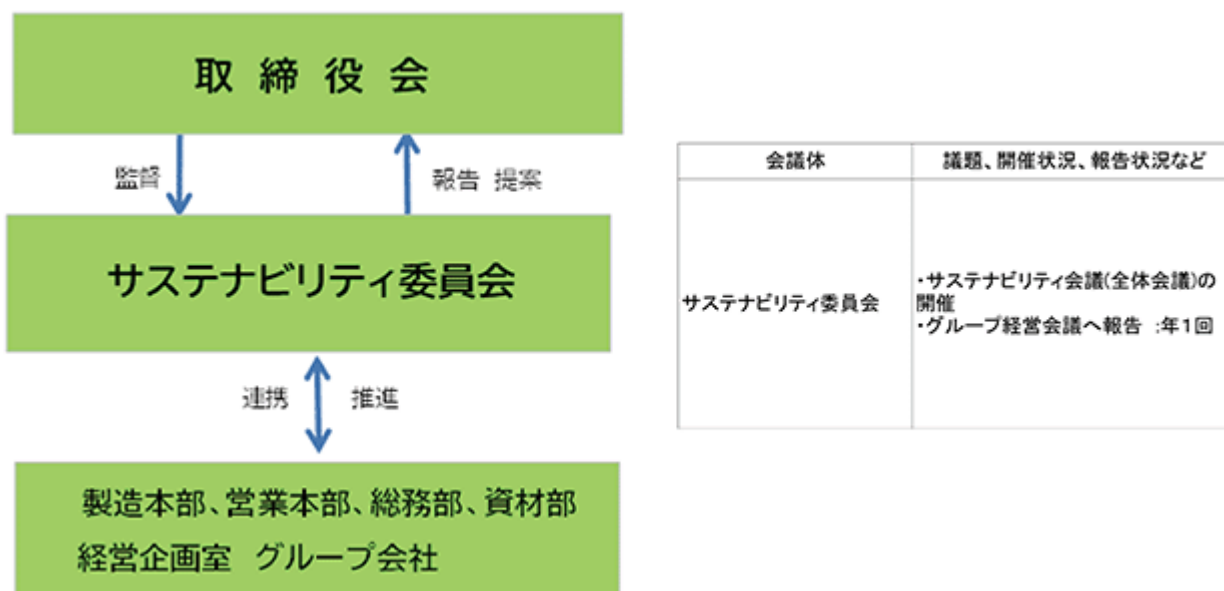 取 締 役 会
監督
報告 提案
サステナビリティ委員会
連携 推進
製造本部、営業本部、総務部、資材部
経営企画室 グループ会社
会議体
議題、開催状況、報告状況など
サステナビリティ委員会
・サステナビリティ会議(全体会議)の
開催
・グループ経営会議へ報告 :年1回